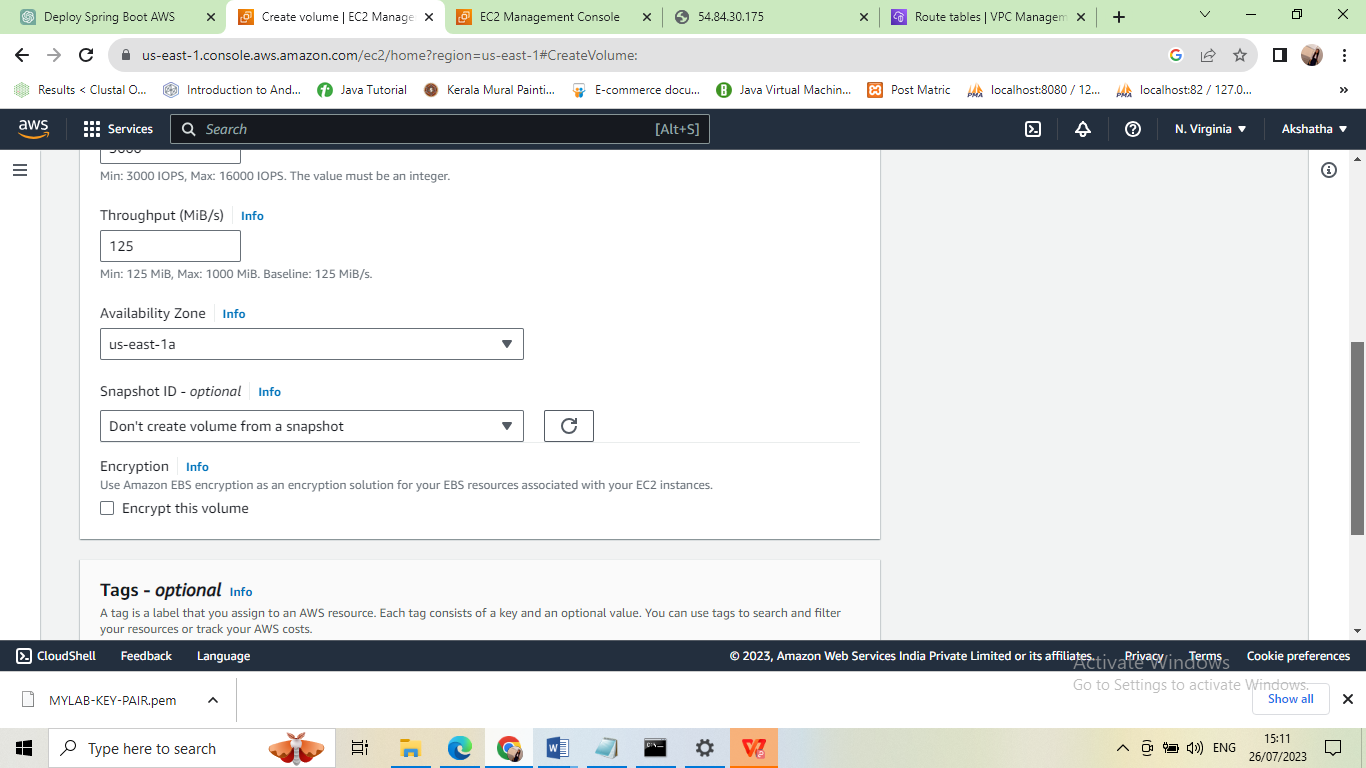 Deploy Spring Boot AWS
Create volume | EC2 Manage
EC2 Management Console
54.84.30.175
Route tables | VPC Managem
us-east-1.console.aws.amazon.com/ec2/home?region=us-east-1#CreateVolume:
Results < Clustal O...
Introduction to And...
Java Tutorial
Kerala Mural Painti...
E-commerce docu...
Java Virtual Machin...
Post Matric
localhost:8080 / 12...
localhost:82 / 127.0...
»
aws
Services
Search
[Alt+S]
N. Virginia
Akshatha
3000
Min: 3000 IOPS, Max: 16000 IOPS. The value must be an integer.
Throughput (MiB/s) Info
125
Min: 125 MiB, Max: 1000 MiB. Baseline: 125 MiB/s.
Availability Zone Info
us-east-1a
Snapshot ID - optional Info
Don't create volume from a snapshot
Encryption Info
Use Amazon EBS encryption as an encryption solution for your EBS resources associated with your EC2 instances.
Encrypt this volume
Tags - optional Info
A tag is a label that you assign to an AWS resource. Each tag consists of a key and an optional value. You can use tags to search and filter
your resources or track your AWS costs.
CloudShell
Feedback
Language
© 2023, Amazon Web Services India Private Limited or its affiliates.
Privacy
Terms
Cookie preferences
Activate Windows
Go to Settings to activate Windows.
MYLAB-KEY-PAIR.pem
Show all
Type here to search
ENG
15:11
26/07/2023